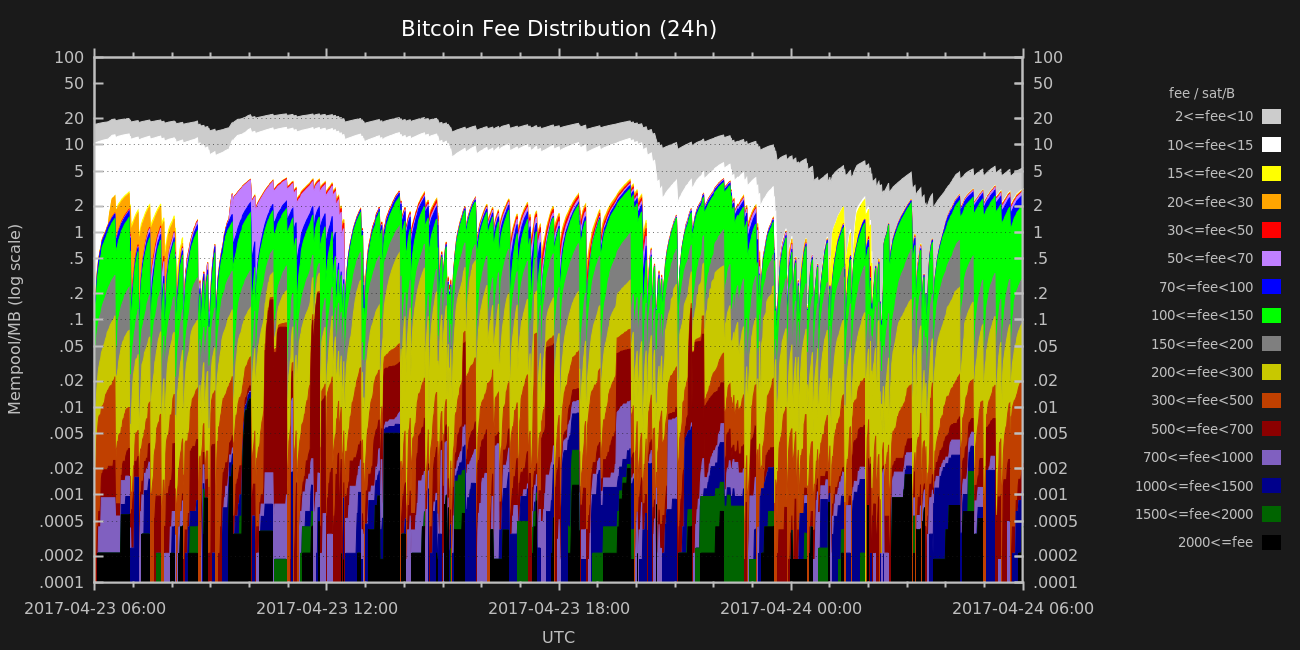 Bitcoin Fee Distribution (24h)
100
50
20
10
5
2
1
.5
.2
.1
.05
.02
.01
.005
.002
.001
.0005
.0002
.0001
Mempool/MB (log scale)
100
50
20
10
5
2
1
.5
.2
.1
.05
.02
.01
.005
.002
.001
.0005
.0002
.0001
2017-04-23 06:00
2017-04-23 12:00
2017-04-23 18:00
2017-04-24 00:00
2017-04-24 06:00
UTC
fee / sat/B
2<=fee<10
10<=fee<15
15<=fee<20
20<=fee<30
30<=fee<50
50<=fee<70
70<=fee<100
100<=fee<150
150<=fee<200
200<=fee<300
300<=fee<500
500<=fee<700
700<=fee<1000
1000<=fee<1500
1500<=fee<2000
2000<=fee